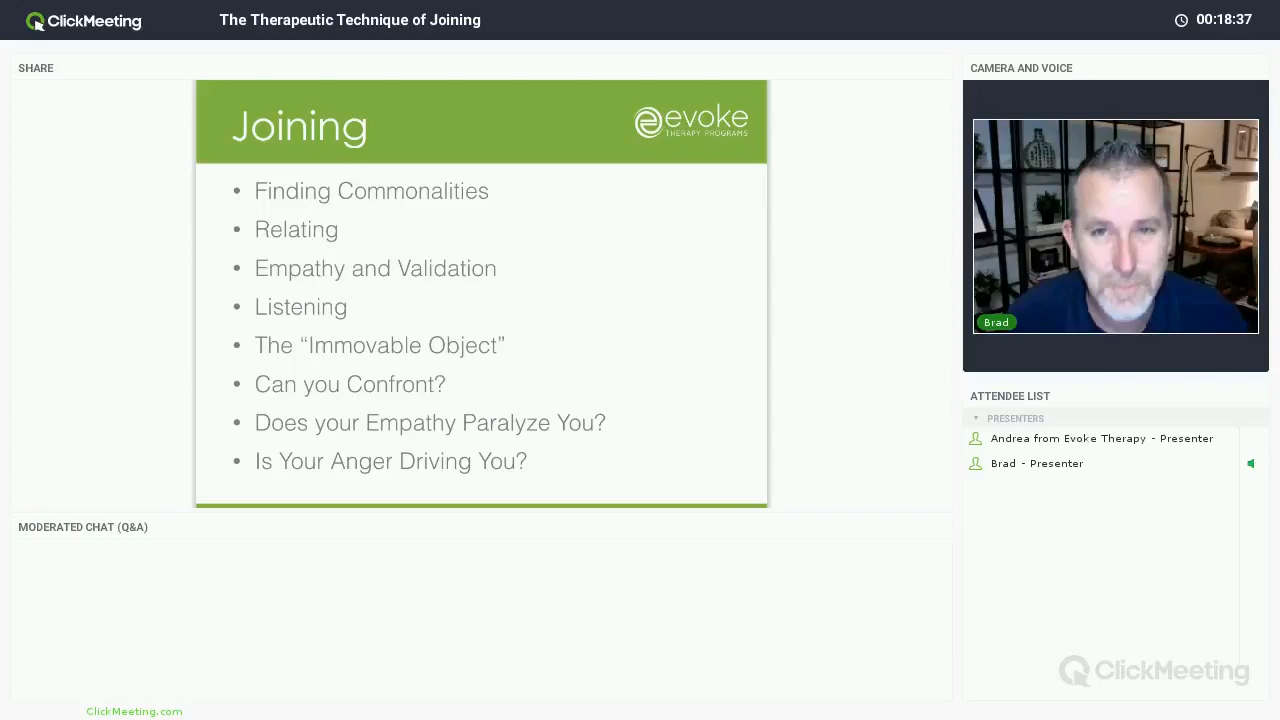 ClickMeeting
The Therapeutic Technique of Joining
00:18:37
SHARE
Joining
evoke
THERAPY PROGRAMS
• Finding Commonalities
• Relating
• Empathy and Validation
• Listening
• The “Immovable Object”
• Can you Confront?
• Does your Empathy Paralyze You?
• Is Your Anger Driving You?
MODERATED CHAT (Q&A)
CAMERA AND VOICE
Brad
ATTENDEE LIST
PRESENTERS
Andrea from Evoke Therapy - Presenter
Brad - Presenter
ClickMeeting
ClickMeeting.com